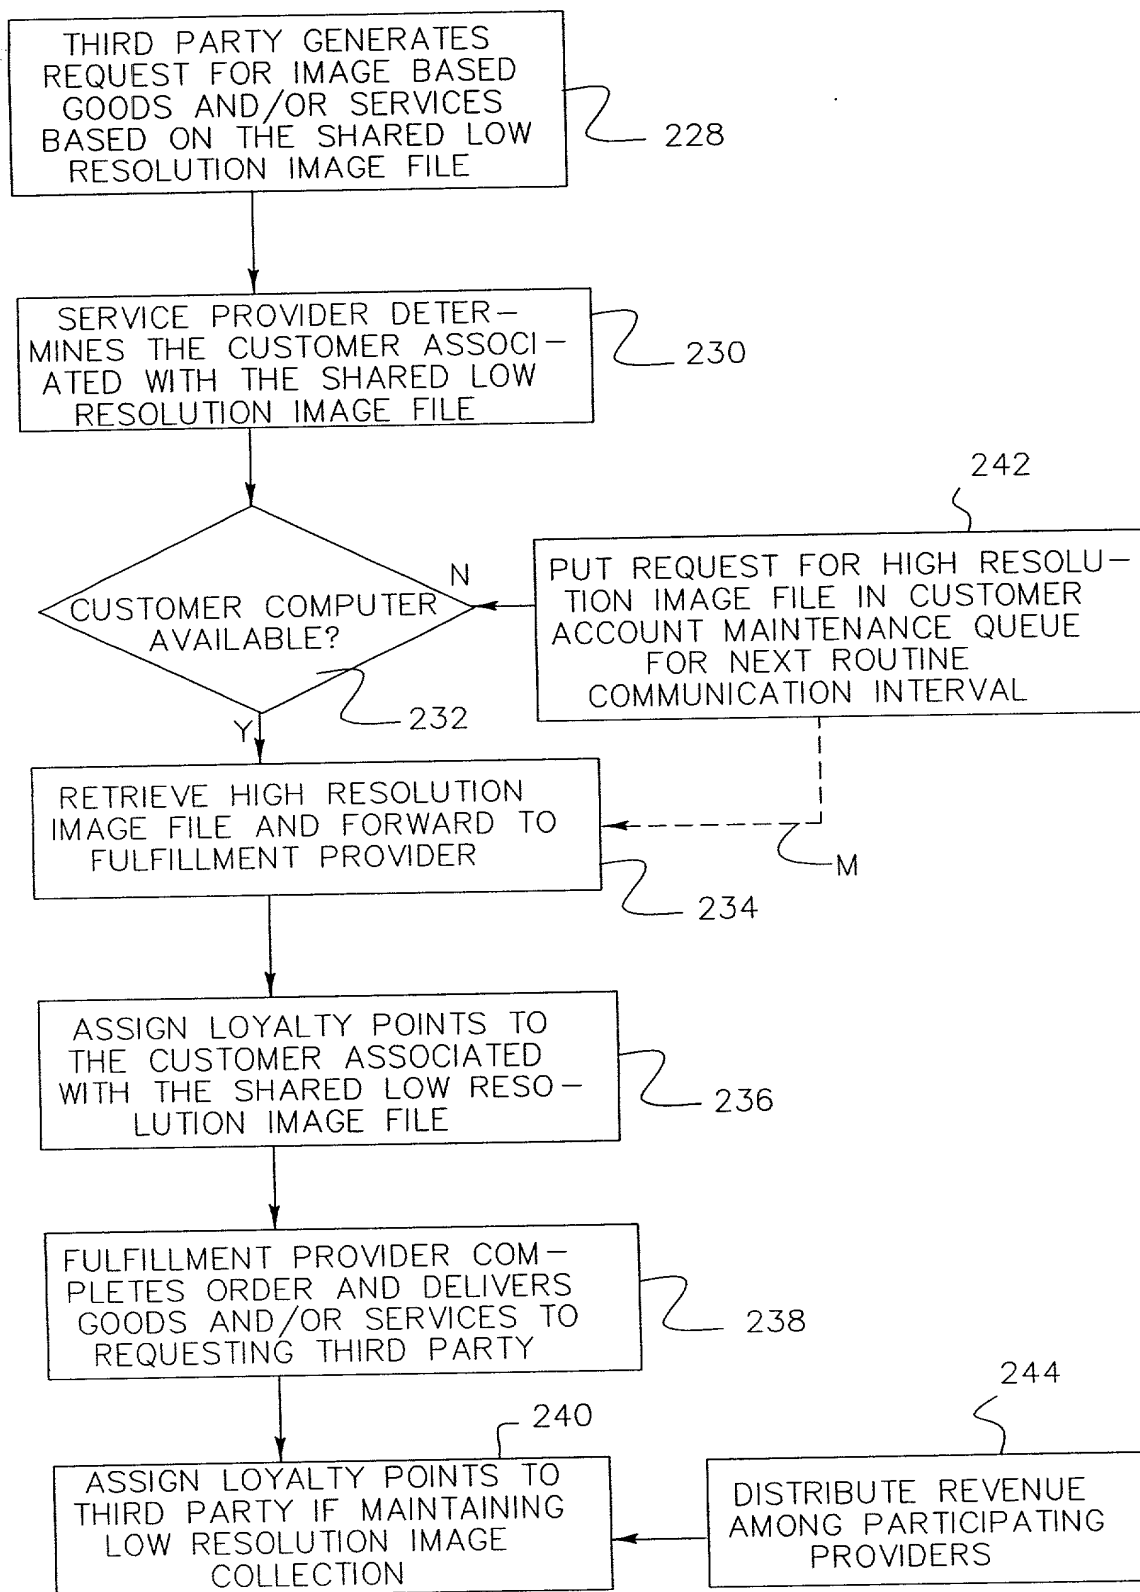 THIRD PARTY GENERATES
REQUEST FOR IMAGE BASED
GOODS AND/OR SERVICES
BASED ON THE SHARED LOW
RESOLUTION IMAGE FILE
228
SERVICE PROVIDER DETER-
MINES THE CUSTOMER ASSOCI-
ATED WITH THE SHARED LOW
RESOLUTION IMAGE FILE
230
242
N
CUSTOMER COMPUTER
AVAILABLE?
232
Y
PUT REQUEST FOR HIGH RESOLU-
TION IMAGE FILE IN CUSTOMER
ACCOUNT MAINTENANCE QUEUE
FOR NEXT ROUTINE
COMMUNICATION INTERVAL
RETRIEVE HIGH RESOLUTION
IMAGE FILE AND FORWARD TO
FULFILLMENT PROVIDER
M
234
ASSIGN LOYALTY POINTS TO
THE CUSTOMER ASSOCIATED
WITH THE SHARED LOW RESO-
LUTION IMAGE FILE
236
FULFILLMENT PROVIDER COM-
PLETES ORDER AND DELIVERS
GOODS AND/OR SERVICES TO
REQUESTING THIRD PARTY
238
240
244
ASSIGN LOYALTY POINTS TO
THIRD PARTY IF MAINTAINING
LOW RESOLUTION IMAGE
COLLECTION
DISTRIBUTE REVENUE
AMONG PARTICIPATING
PROVIDERS